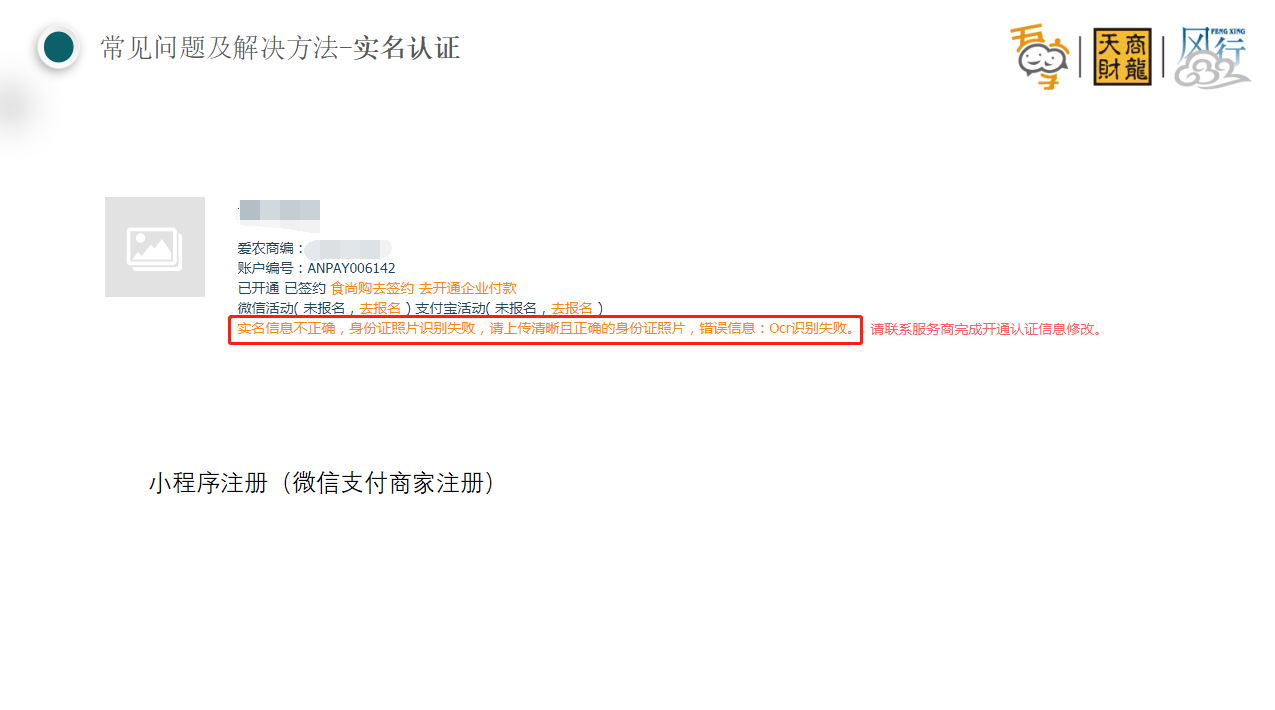 常见问题及解决方法-实名认证
吾子
天商
財龍
FENG XING
风行
爱农商编：
账户编号：ANPAY006142
已开通 已签约 食尚购去签约 去开通企业付款
微信活动( 未报名，去报名 ) 支付宝活动( 未报名，去报名 )
实名信息不正确，身份证照片识别失败，请上传清晰且正确的身份证照片，错误信息：Ocr识别失败。 请联系服务商完成开通认证信息修改。
小程序注册（微信支付商家注册）